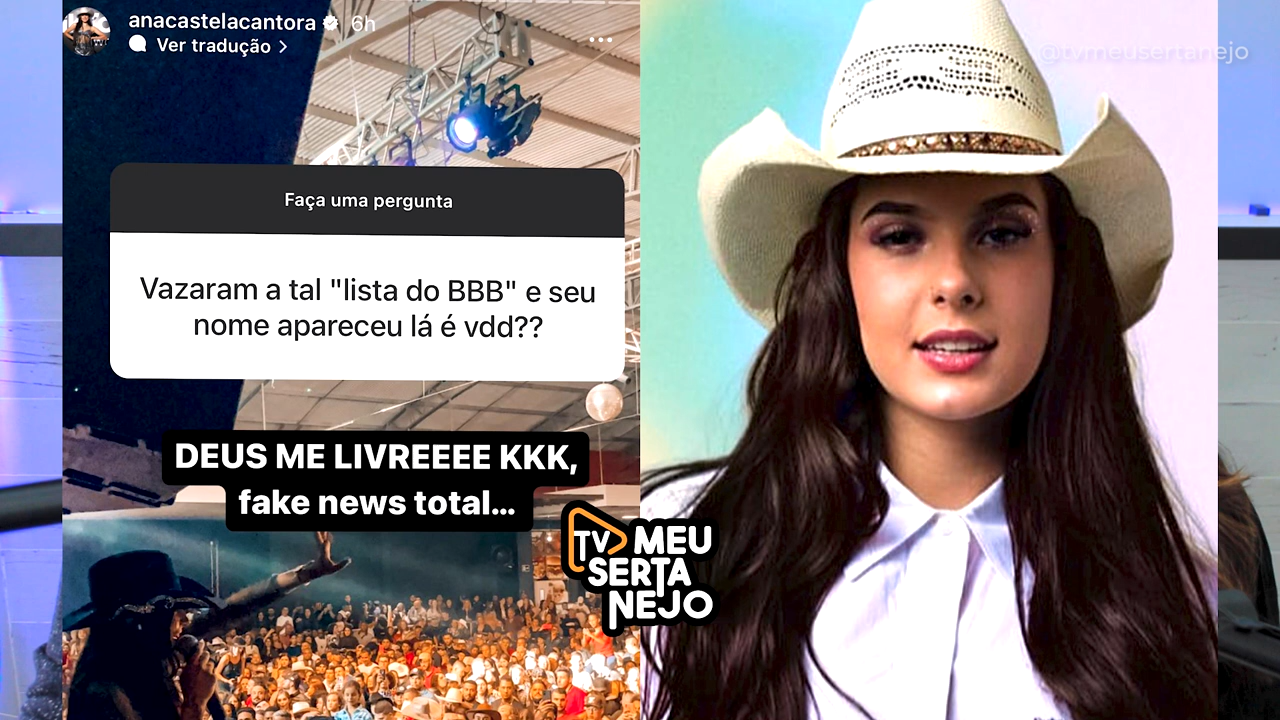 anacastelacantora 6h
Ver tradução >
@tvmeusertanejo
Faça uma pergunta
Vazaram a tal "lista do BBB" e seu
nome apareceu lá é vdd??
DEUS ME LIVREEEE KKK,
fake news total...
TV MEU
SERTA
NEJO